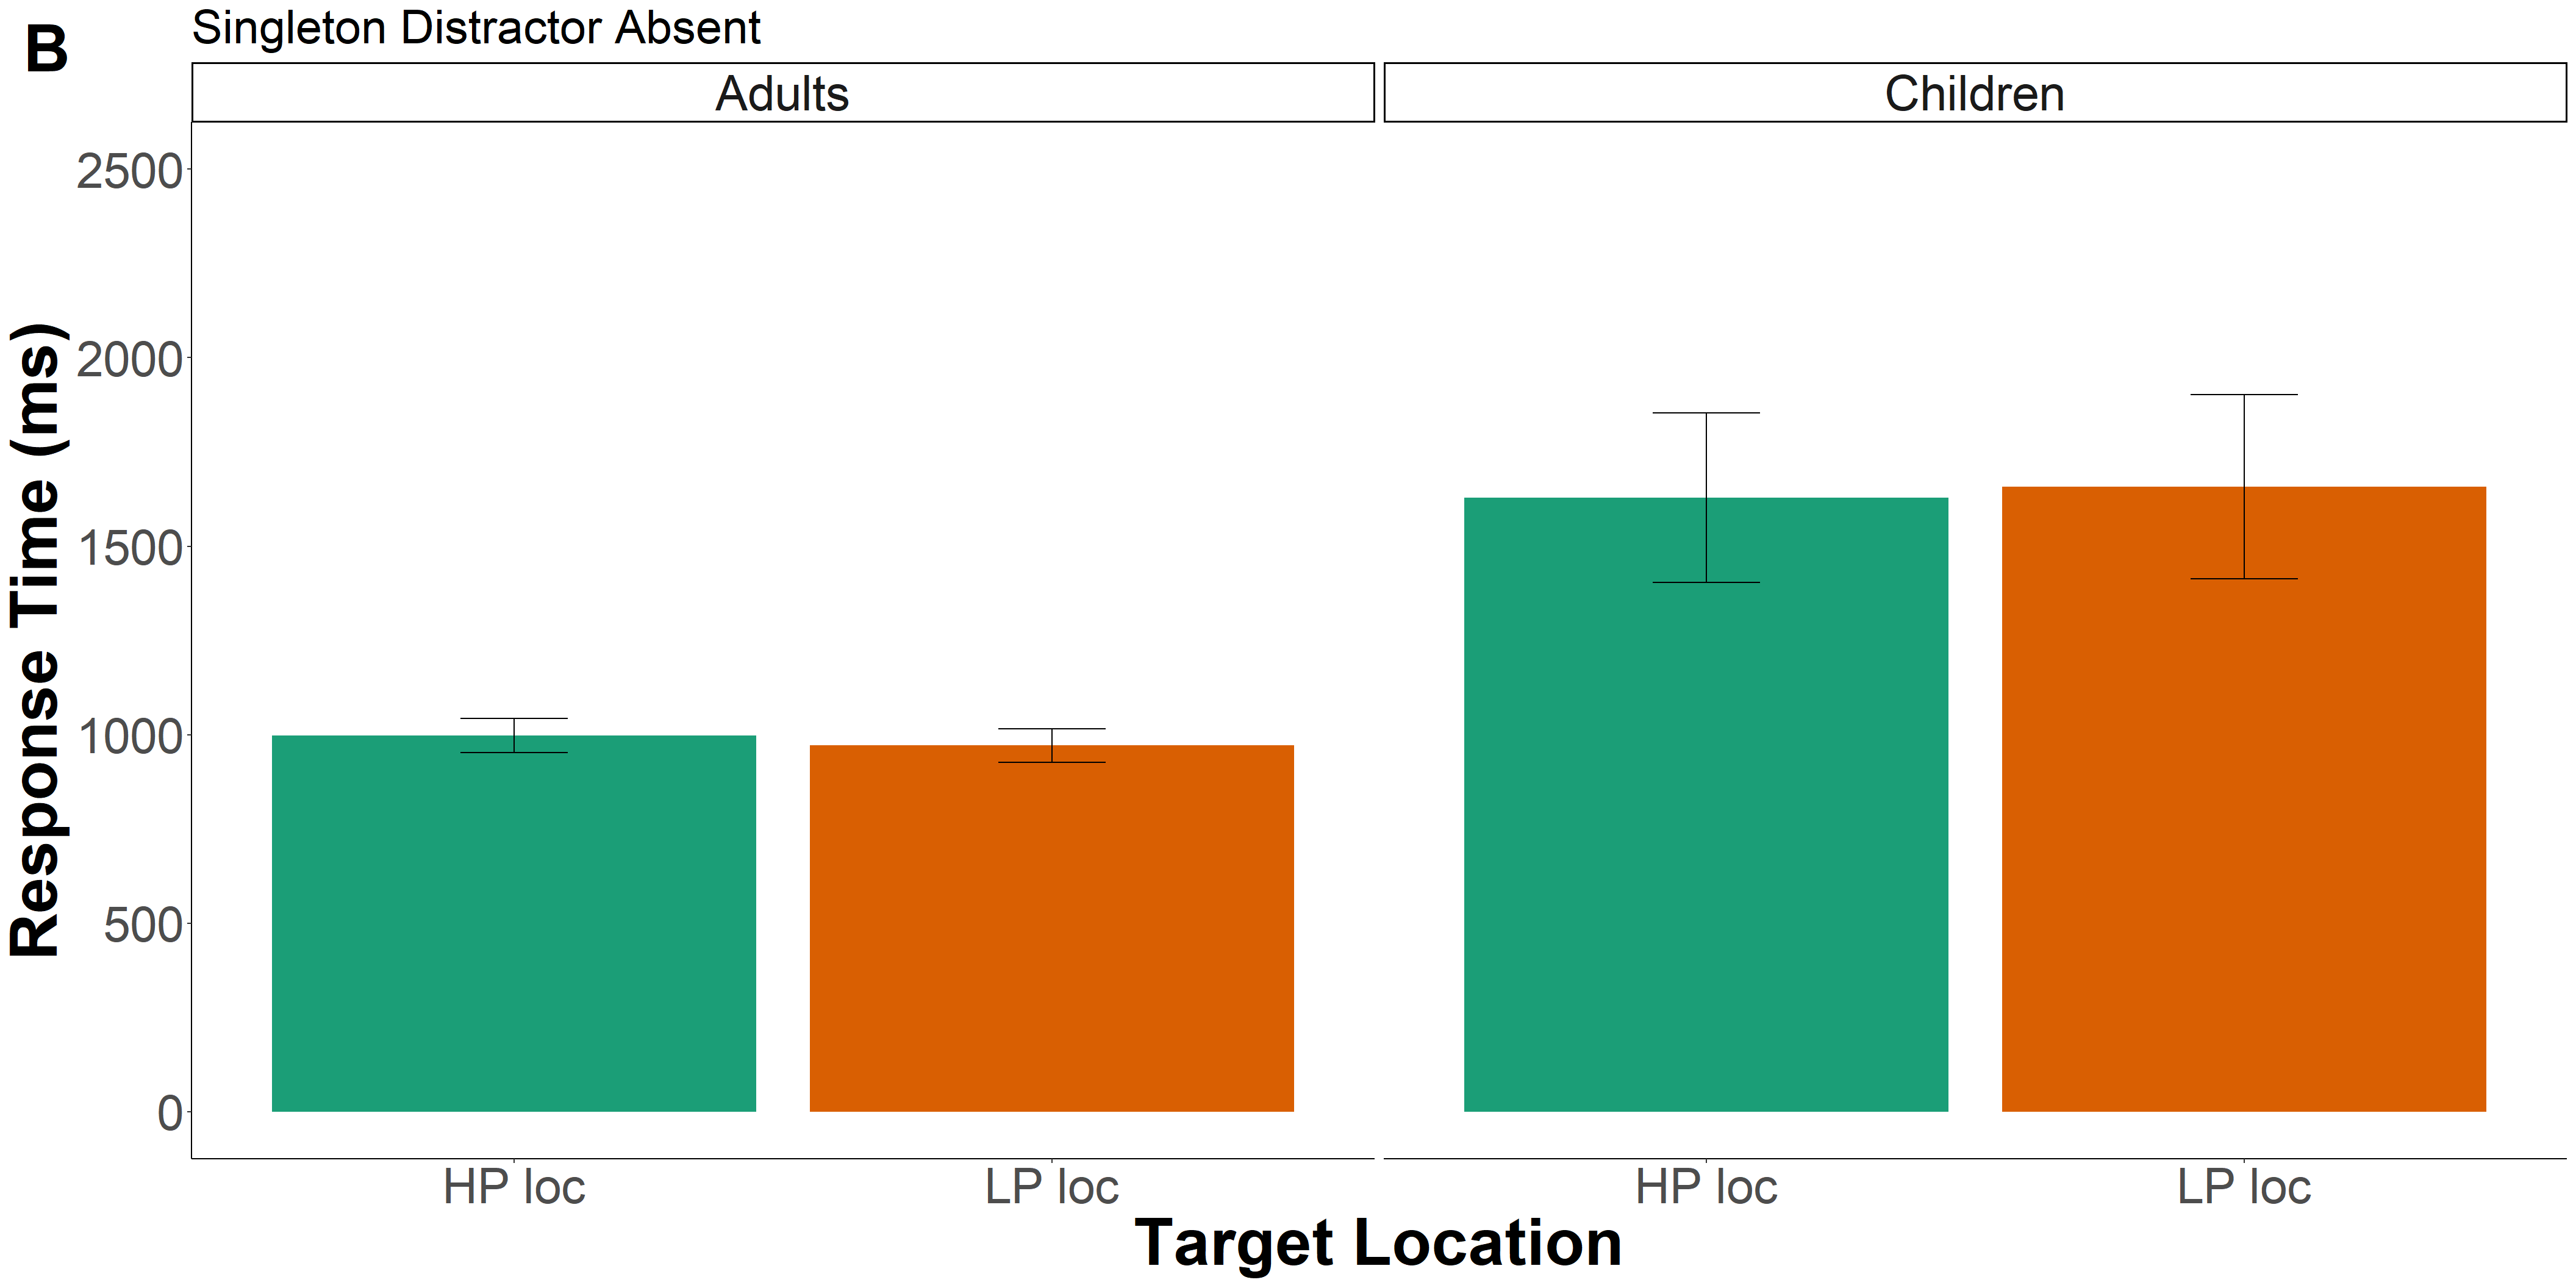 B
Singleton Distractor Absent
Adults
Children
Response Time (ms)
2500
2000
1500
1000
500
0
HP loc
LP loc
HP loc
LP loc
Target Location